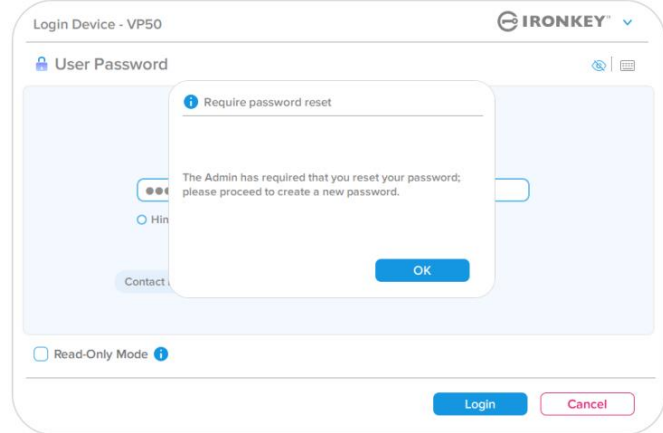 Login Device - VP50
IRONKEY™
User Password
Require password reset
The Admin has required that you reset your password;
please proceed to create a new password.
Contact
OK
Read-Only Mode
Login
Cancel